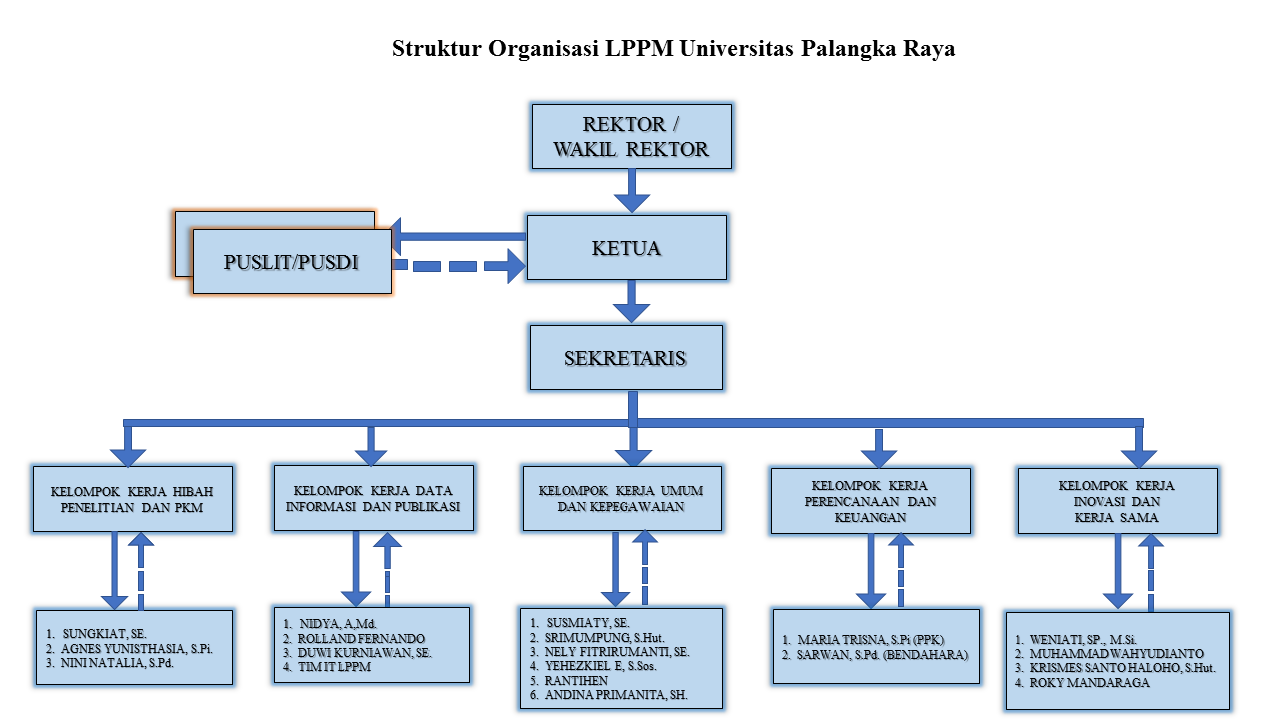 Struktur Organisasi LPPM Universitas Palangka Raya
REKTOR /
WAKIL REKTOR
KETUA
PUSLIT/PUSDI
SEKRETARIS
KELOMPOK KERJA HIBAH
PENELITIAN DAN PKM
KELOMPOK KERJA DATA
INFORMASI DAN PUBLIKASI
KELOMPOK KERJA UMUM
DAN KEPEGAWAIAN
KELOMPOK KERJA
PERENCANAAN DAN
KEUANGAN
KELOMPOK KERJA
INOVASI DAN
KERJA SAMA
1. SUNGKIAT, SE.
2. AGNES YUNISTHASIA, S.Pi.
3. NINI NATALIA, S.Pd.
1. NIDYA, A,Md.
2. ROLLAND FERNANDO
3. DUWI KURNIAWAN, SE.
4. TIM IT LPPM
1. SUSMIATY, SE.
2. SRIMUMPUNG, S.Hut.
3. NELY FITRIRUMANTI, SE.
4. YEHEZKIEL E, S.Sos.
5. RANTIHEN
6. ANDINA PRIMANITA, SH.
1. MARIA TRISNA, S.Pi (PPK)
2. SARWAN, S.Pd. (BENDAHARA)
1. WENIATI, SP., M.Si.
2. MUHAMMAD WAHYUDIANTO
3. KRISMES SANTO HALOHO, S.Hut.
4. ROKY MANDARAGA